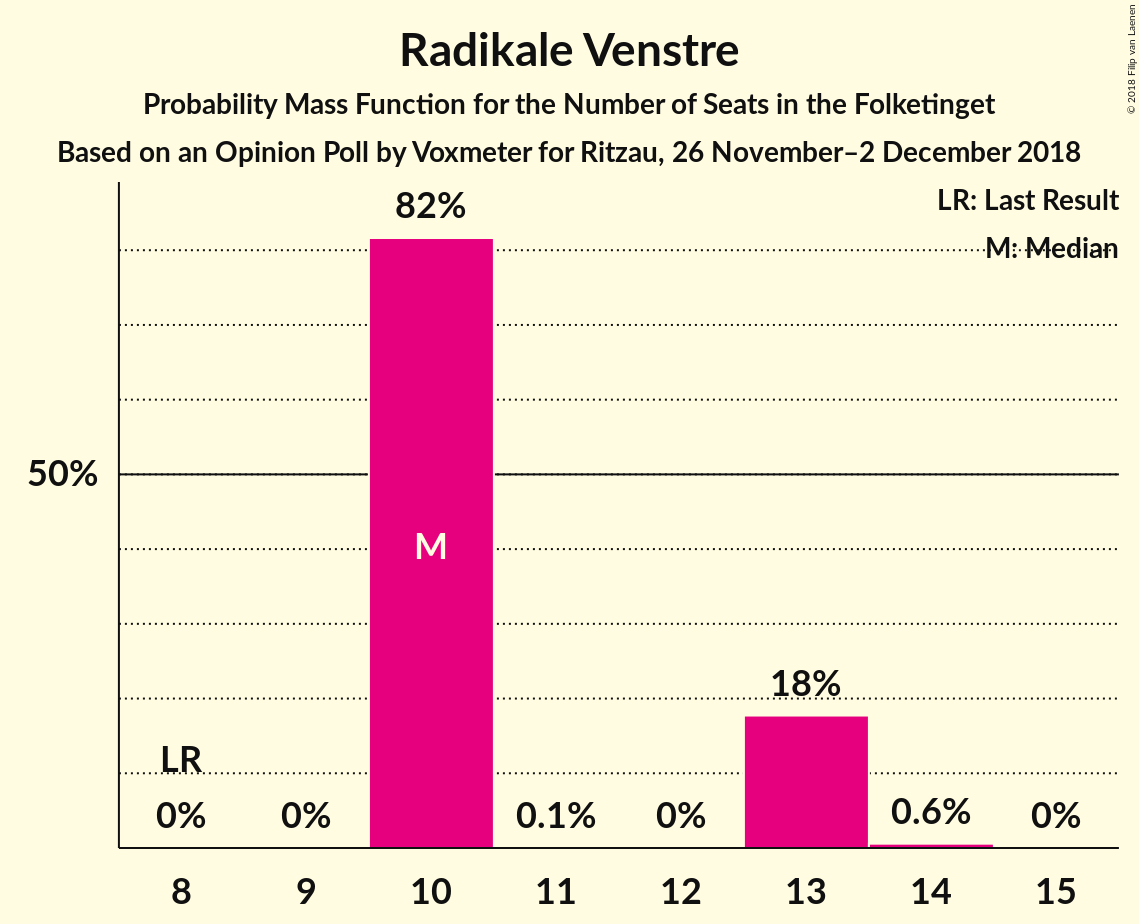 Radikale Venstre
Probability Mass Function for the Number of Seats in the Folketinget
Based on an Opinion Poll by Voxmeter for Ritzau, 26 November–2 December 2018
© 2018 Filip van Laenen
LR: Last Result
M: Median
82%
50%
M
18%
LR
0%
0%
0.1%
0%
0.6%
0%
8
9
10
11
12
13
14
15